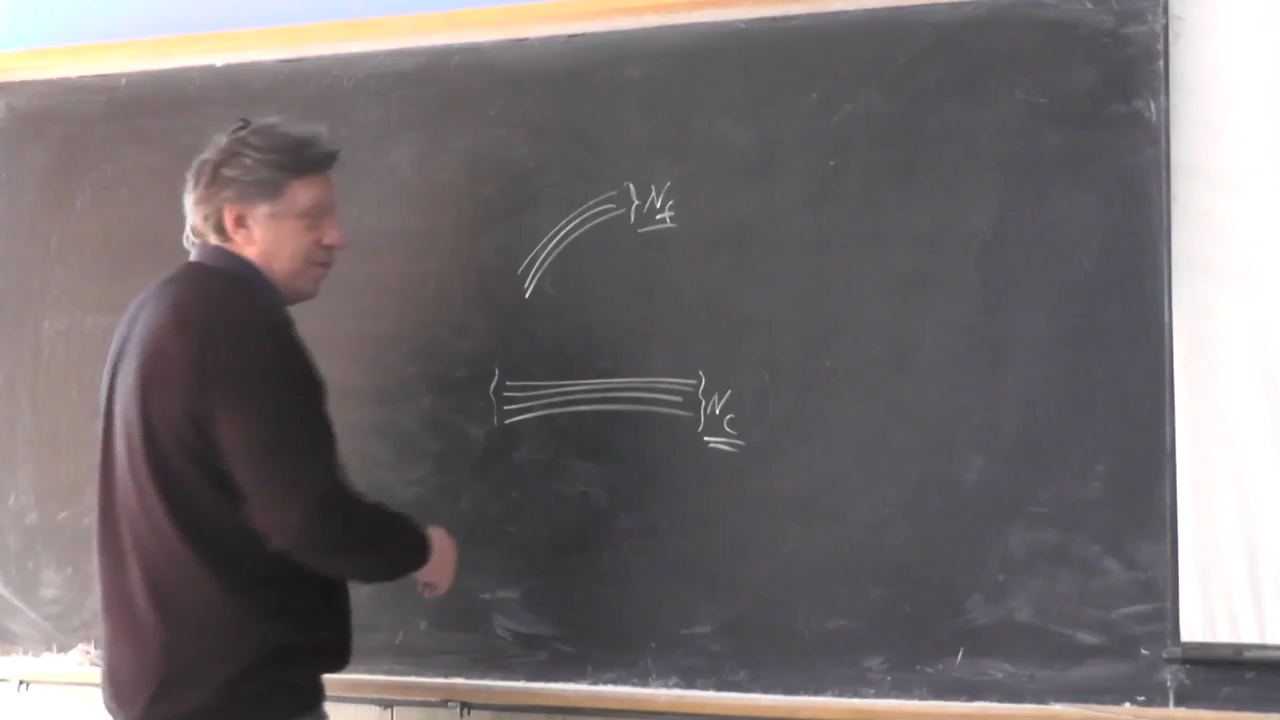 } N_f
{ } N_c